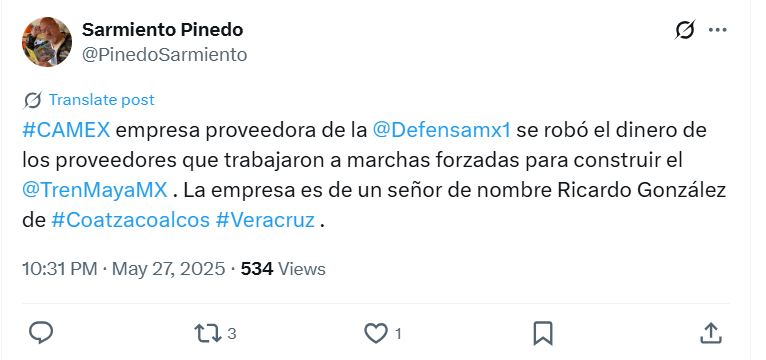 Sarmiento Pinedo
@PinedoSarmiento
Translate post
#CAMEX empresa proveedora de la @Defensamx1 se robó el dinero de
los proveedores que trabajaron a marchas forzadas para construir el
@TrenMayaMX . La empresa es de un señor de nombre Ricardo González
de #Coatzacoalcos #Veracruz .
10:31 PM · May 27, 2025 · 534 Views
3
1